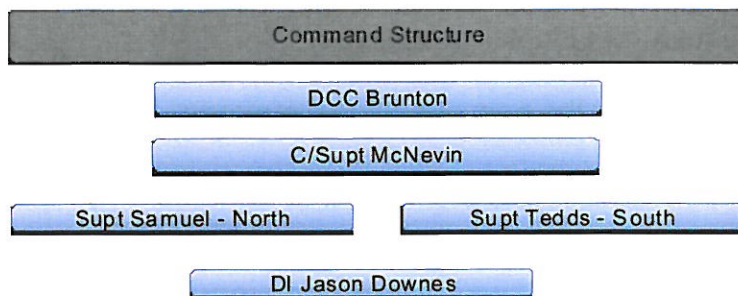 Command Structure
DCC Brunton
C/Supt McNevin
Supt Samuel - North
Supt Tedds - South
DI Jason Downes